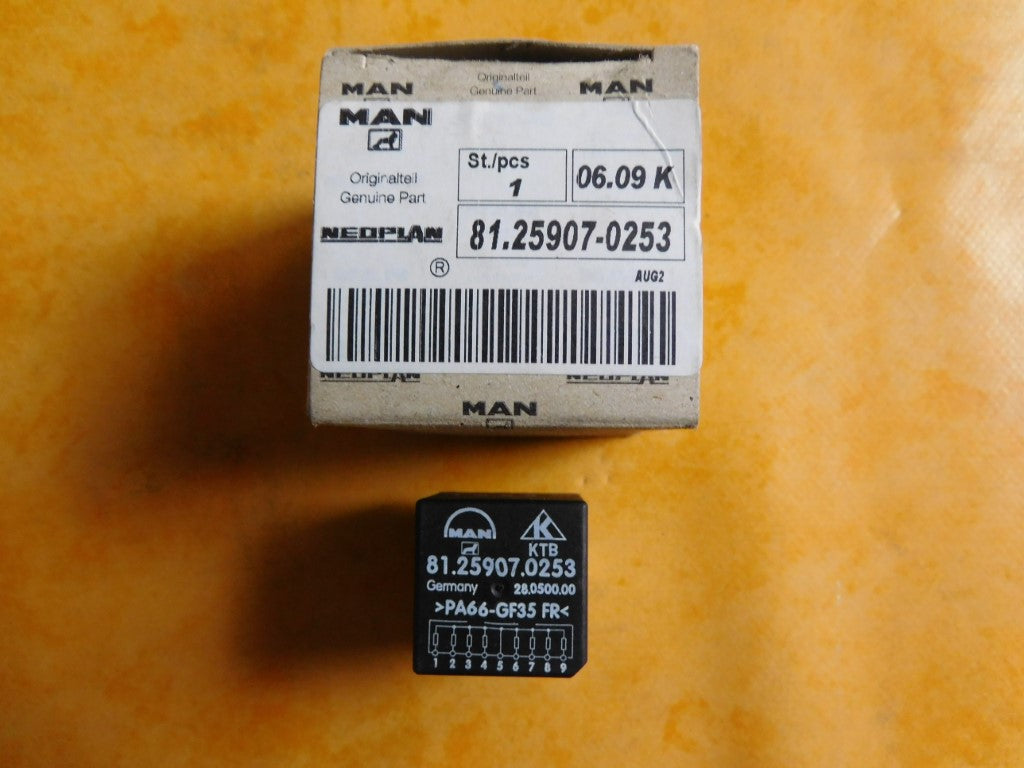 Originalteil
Genuine Part
MAN
MAN
MAN
Originalteil
Genuine Part
St./pcs
1
06.09 K
NEOPLAN
®
81.25907-0253
AUG2
NEOPLAN
NEOPLAN
MAN
MAN
K
KTB
81.25907.0253
Germany 28.0500.00
>PA66-GF35 FR<
1 2 3 4 5 6 7 8 9